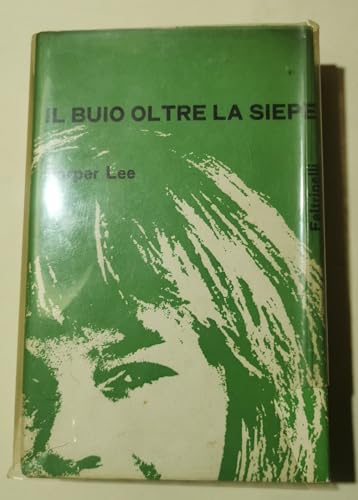 IL BUIO OLTRE LA SIEPE
Harper Lee
Feltrinelli